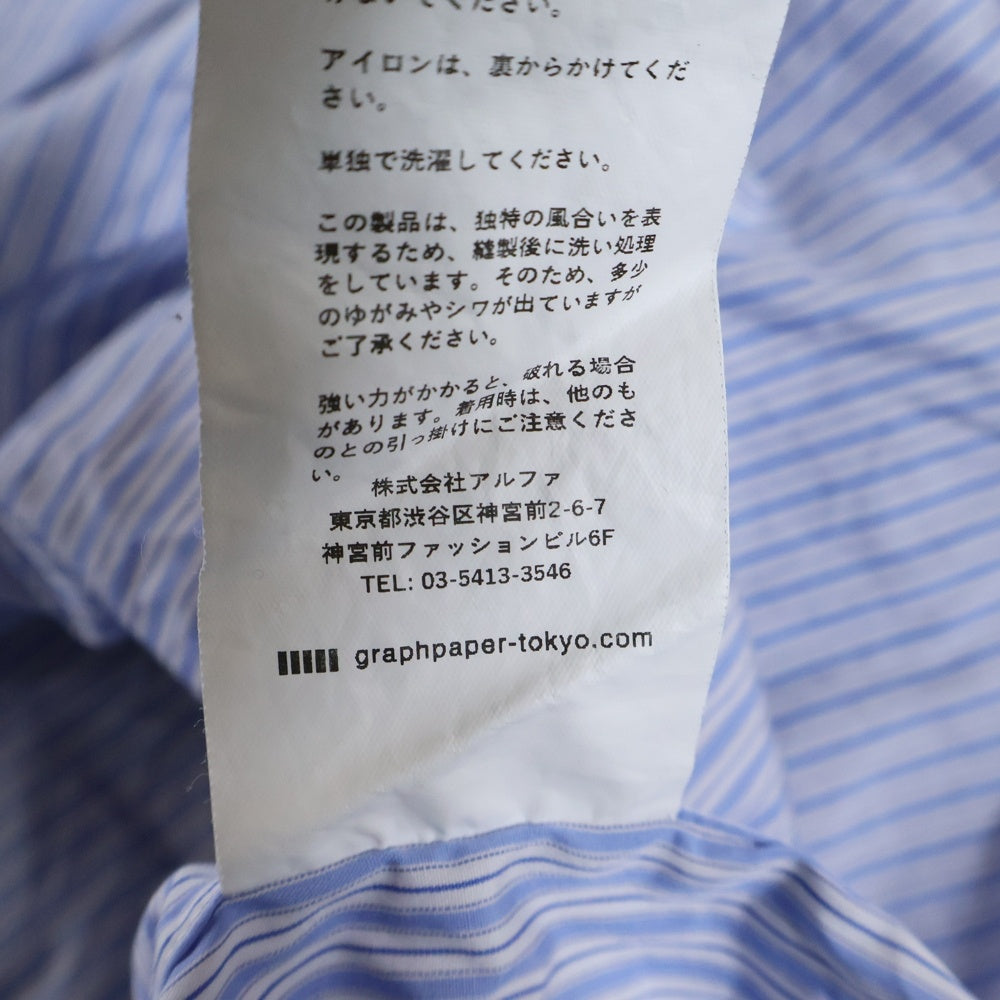 ださい。
アイロンは、裏からかけてくだ
さい。
単独で洗濯してください。
この製品は、独特の風合いを表
現するため、縫製後に洗い処理
をしています。そのため、多少
のゆがみやシワが出ていますが
ご了承ください。
強い力がかかると、破れる場合
があります。着用時は、他のも
のとの引っ掛けにご注意くださ
い。
株式会社アルファ
東京都渋谷区神宮前2-6-7
神宮前ファッションビル6F
TEL: 03-5413-3546
graphpaper-tokyo.com